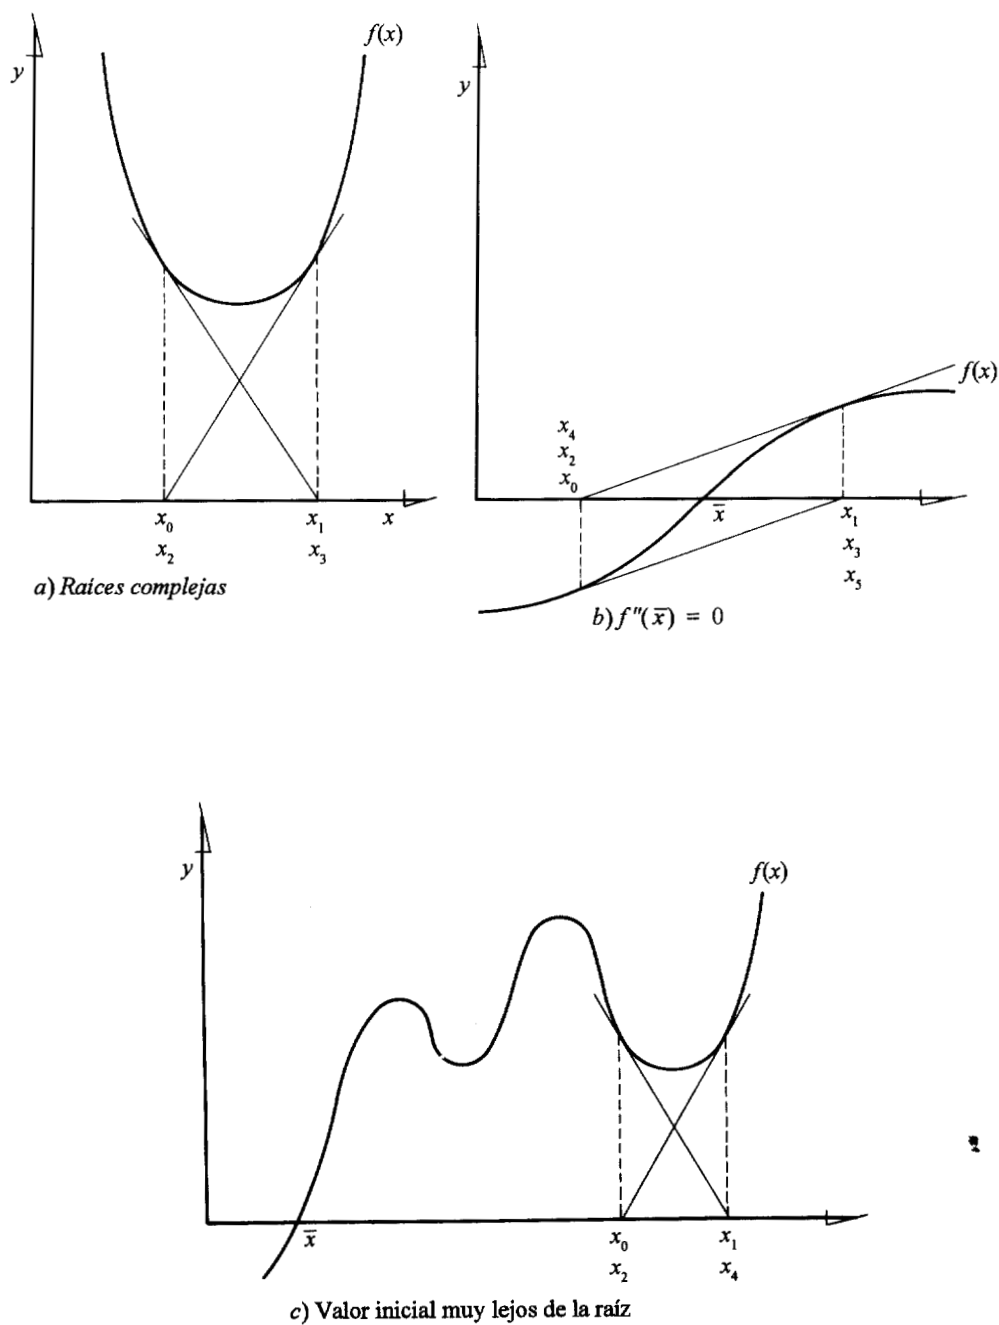 f(x)
y
x₀
x₁
x
x₂
x₃
a) Raíces complejas
y
f(x)
x₄
x₂
x₀
x̅
x₁
x₃
x₅
b) f″(x̅) = 0
y
f(x)
x̅
x₀
x₁
x₂
x₄
c) Valor inicial muy lejos de la raíz